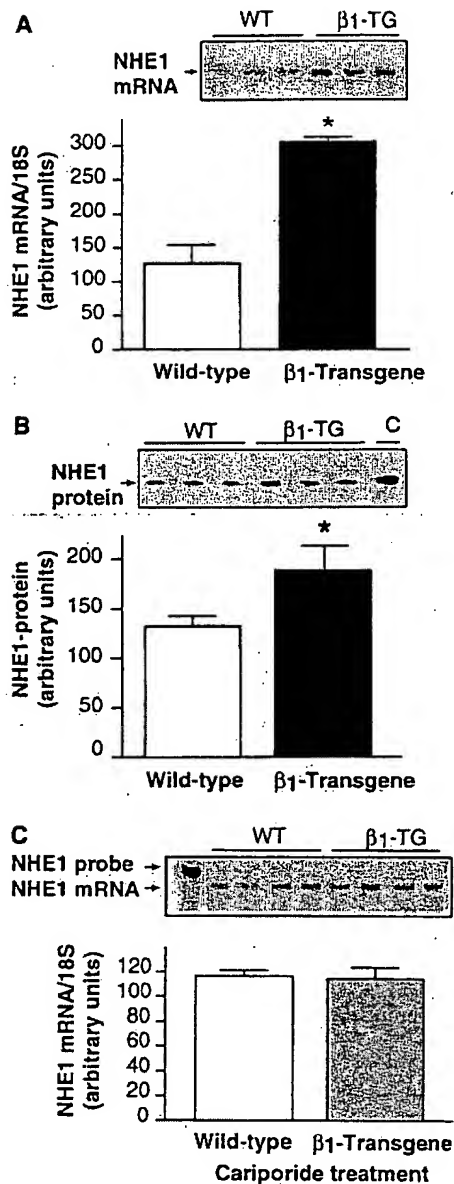 A
WT β1-TG
NHE1 mRNA
NHE1 mRNA/18S (arbitrary units)
300
250
200
150
100
50
0
*
Wild-type β1-Transgene
B
WT β1-TG C
NHE1 protein
NHE1-protein (arbitrary units)
200
150
100
50
0
*
Wild-type β1-Transgene
C
WT β1-TG
NHE1 probe
NHE1 mRNA
NHE1 mRNA/18S (arbitrary units)
120
100
80
60
40
20
0
Wild-type β1-Transgene
Cariporide treatment